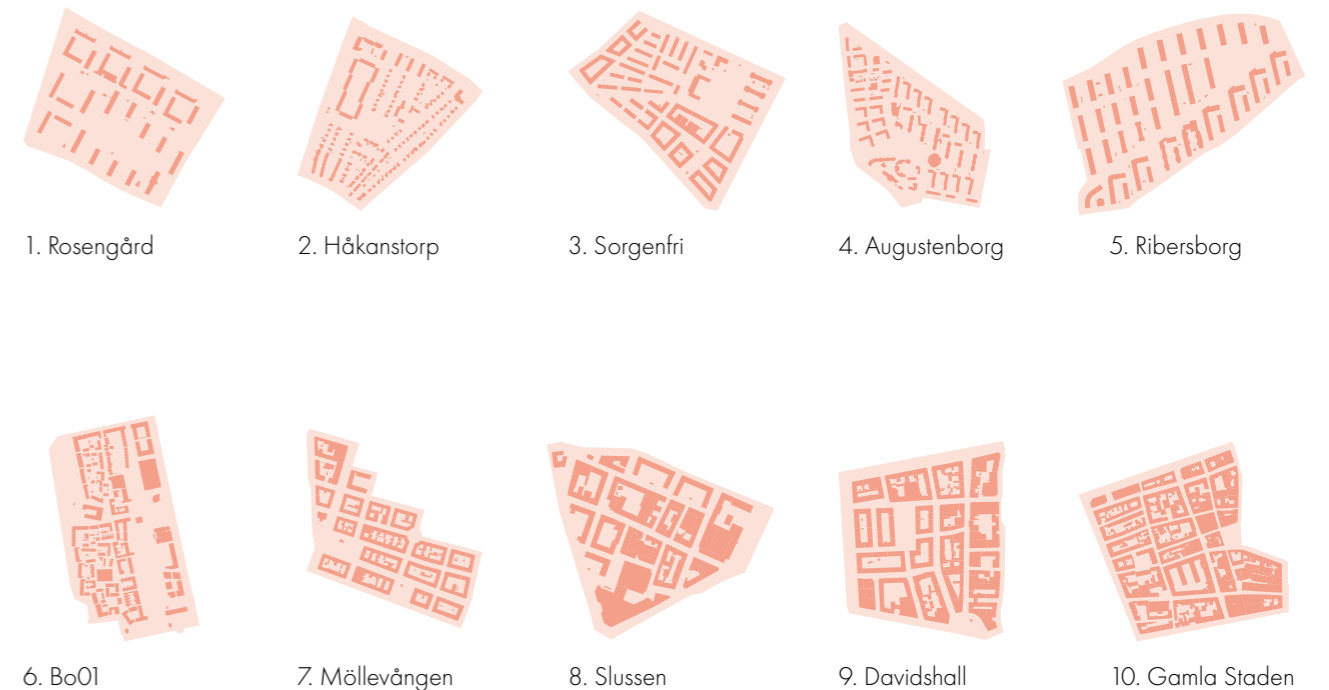 1. Rosengård
2. Håkanstorp
3. Sorgenfri
4. Augustenborg
5. Ribersborg
6. Bo01
7. Möllevången
8. Slussen
9. Davidshall
10. Gamla Staden